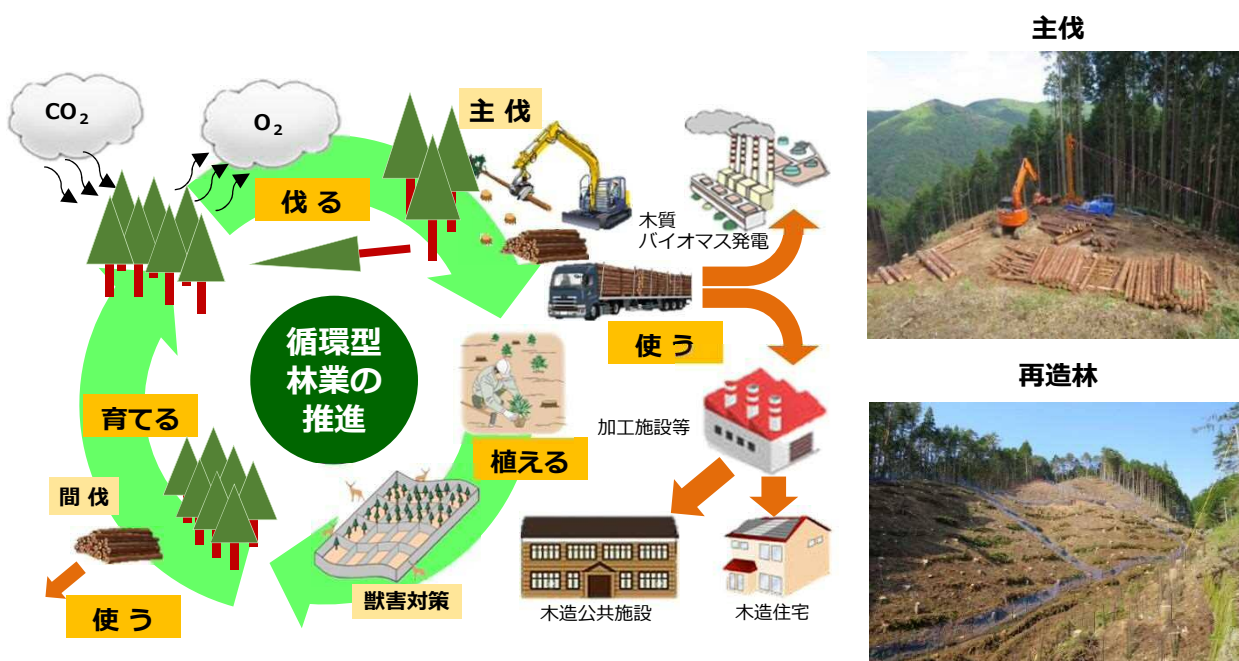 主伐
CO₂
O₂
主 伐
伐 る
木質
バイオマス発電
使 う
循環型
林業の
推進
再造林
育てる
加工施設等
植える
間 伐
獣害対策
使 う
木造公共施設
木造住宅